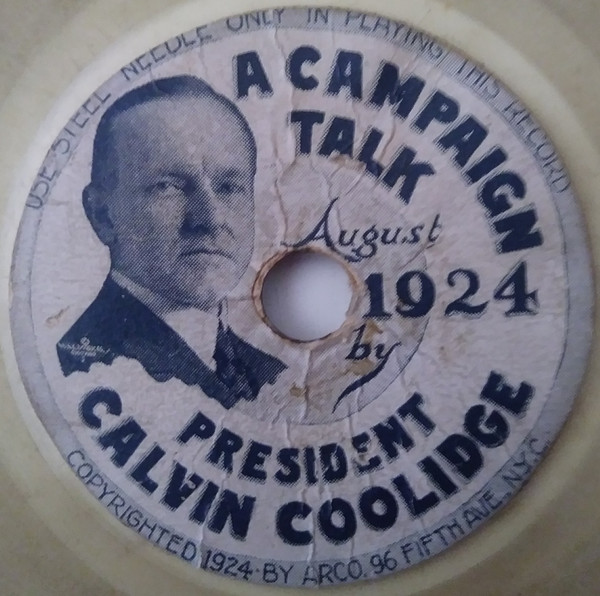 USE STEEL NEEDLE ONLY IN PLAYING THIS RECORD
A CAMPAIGN
TALK
August
1924
by
PRESIDENT
CALVIN COOLIDGE
COPYRIGHTED 1924 BY ARCO. 96 FIFTH AVE. N.Y.C.